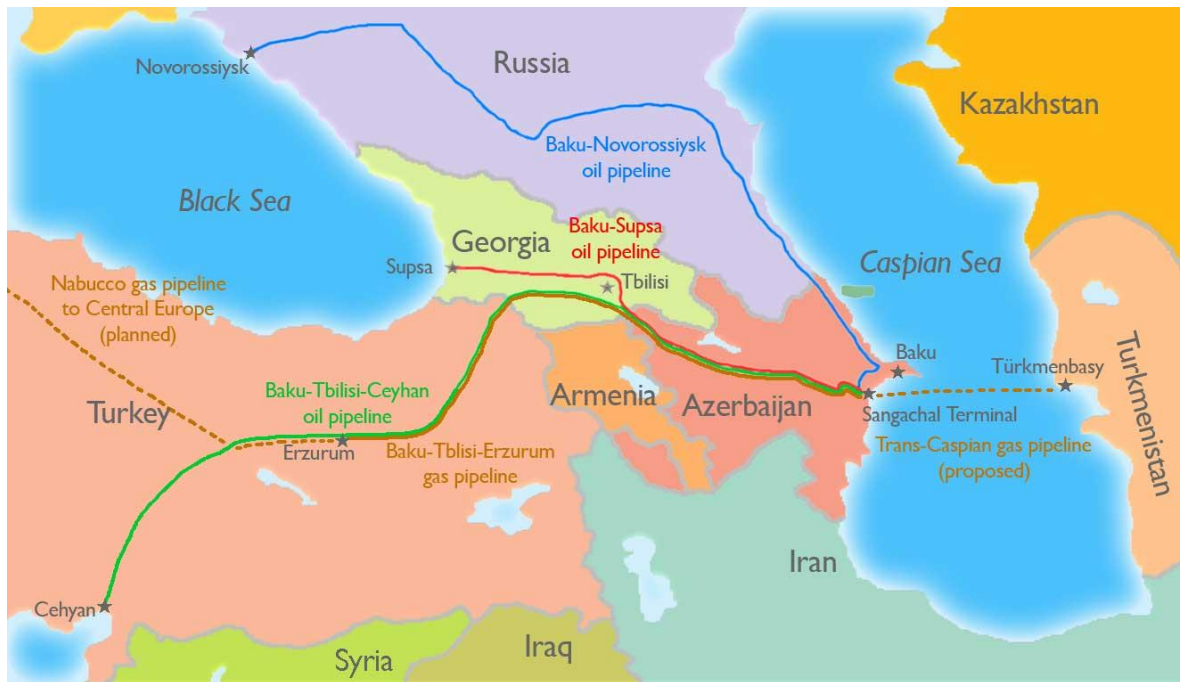 Russia
Novorossiysk
Kazakhstan
Baku-Novorossiysk
oil pipeline
Black Sea
Baku-Supsa
oil pipeline
Georgia
Supsa
Tbilisi
Caspian Sea
Nabucco gas pipeline
to Central Europe
(planned)
Baku
Türkmenbasy
Turkmenistan
Baku-Tbilisi-Ceyhan
oil pipeline
Armenia
Azerbaijan
Sangachal Terminal
Turkey
Erzurum
Baku-Tblisi-Erzurum
gas pipeline
Trans-Caspian gas pipeline
(proposed)
Iran
Cehyan
Iraq
Syria